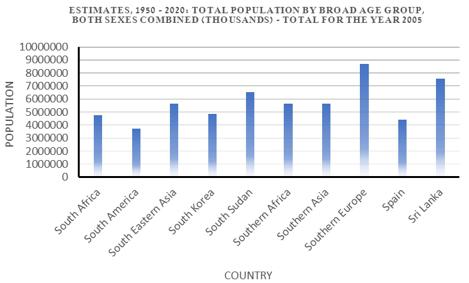 ESTIMATES, 1950 - 2020: TOTAL POPULATION BY BROAD AGE GROUP,
BOTH SEXES COMBINED (THOUSANDS) - TOTAL FOR THE YEAR 2005
POPULATION
10000000
9000000
8000000
7000000
6000000
5000000
4000000
3000000
2000000
1000000
0
South Africa
South America
South Eastern Asia
South Korea
South Sudan
Southern Africa
Southern Asia
Southern Europe
Spain
Sri Lanka
COUNTRY